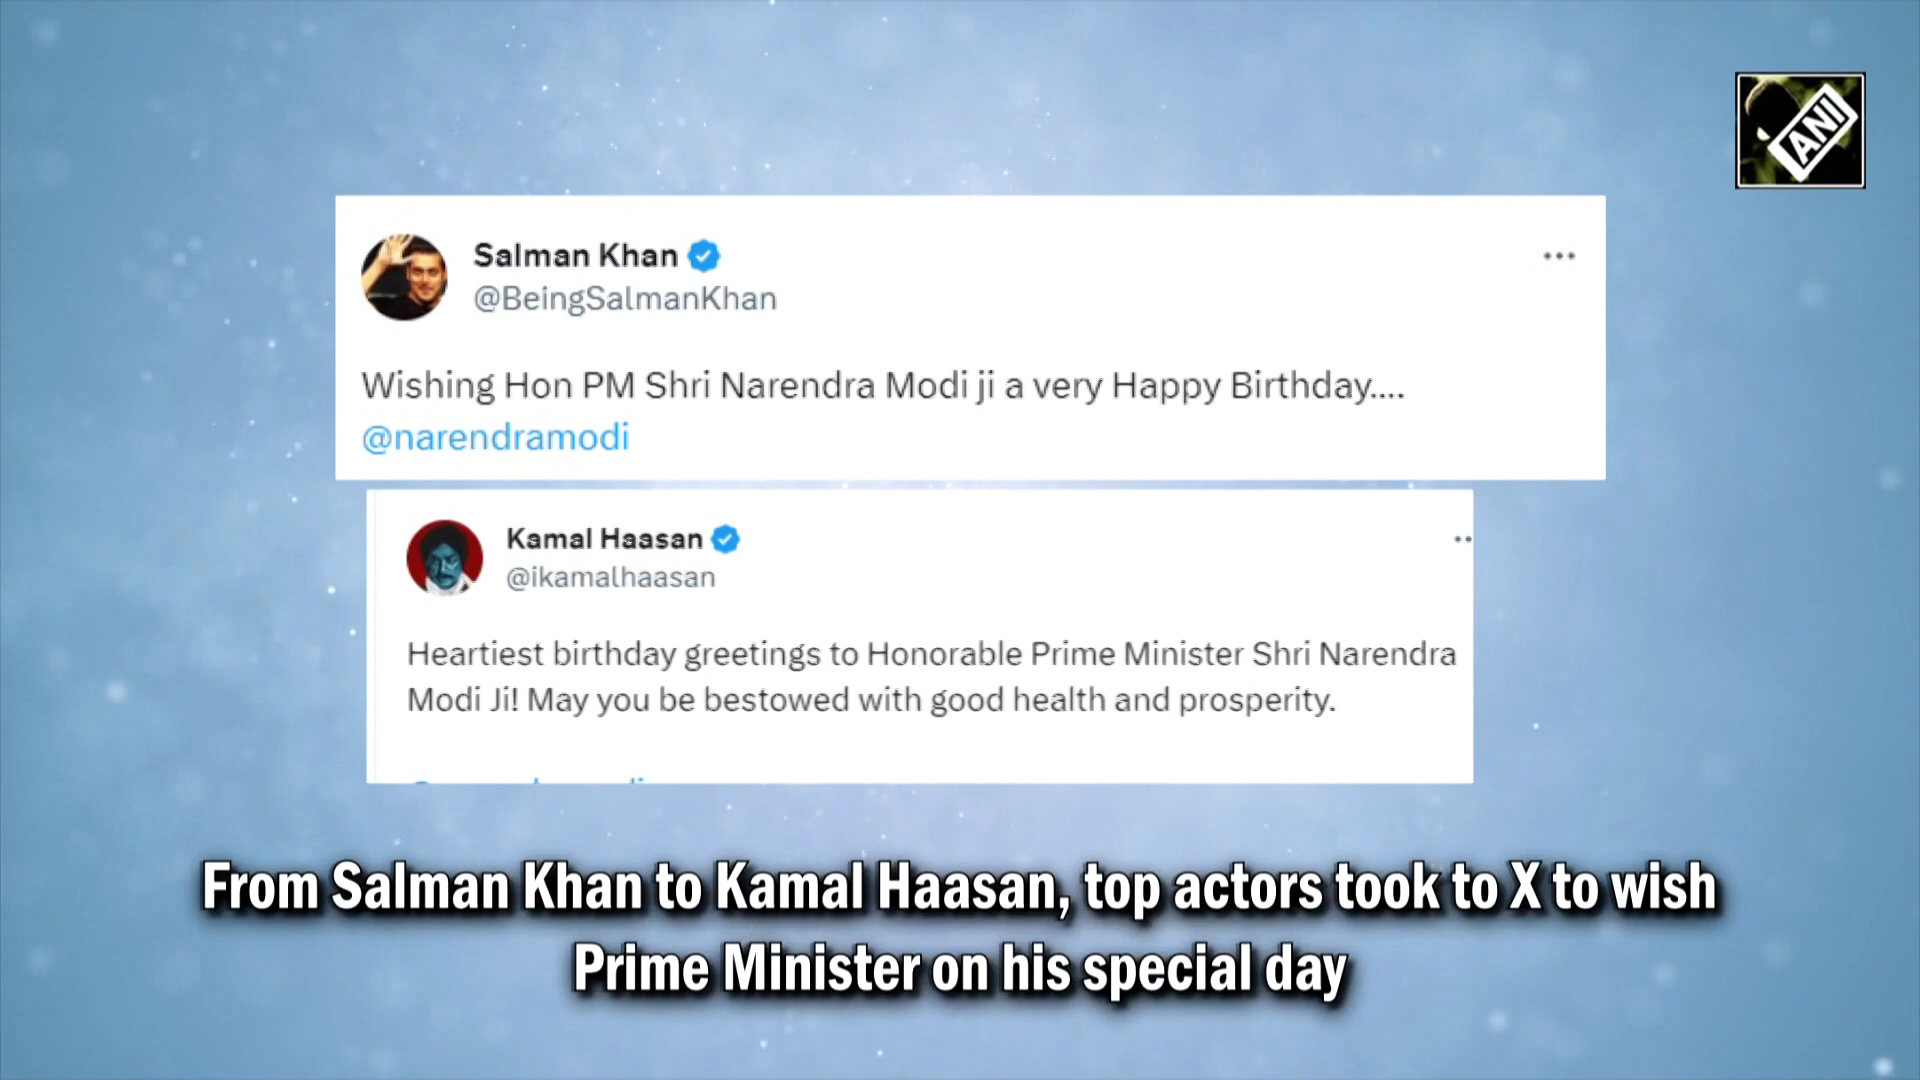 ANI
Salman Khan
@BeingSalmanKhan
Wishing Hon PM Shri Narendra Modi ji a very Happy Birthday....
@narendramodi
Kamal Haasan
@ikamalhaasan
Heartiest birthday greetings to Honorable Prime Minister Shri Narendra
Modi Ji! May you be bestowed with good health and prosperity.
From Salman Khan to Kamal Haasan, top actors took to X to wish
Prime Minister on his special day